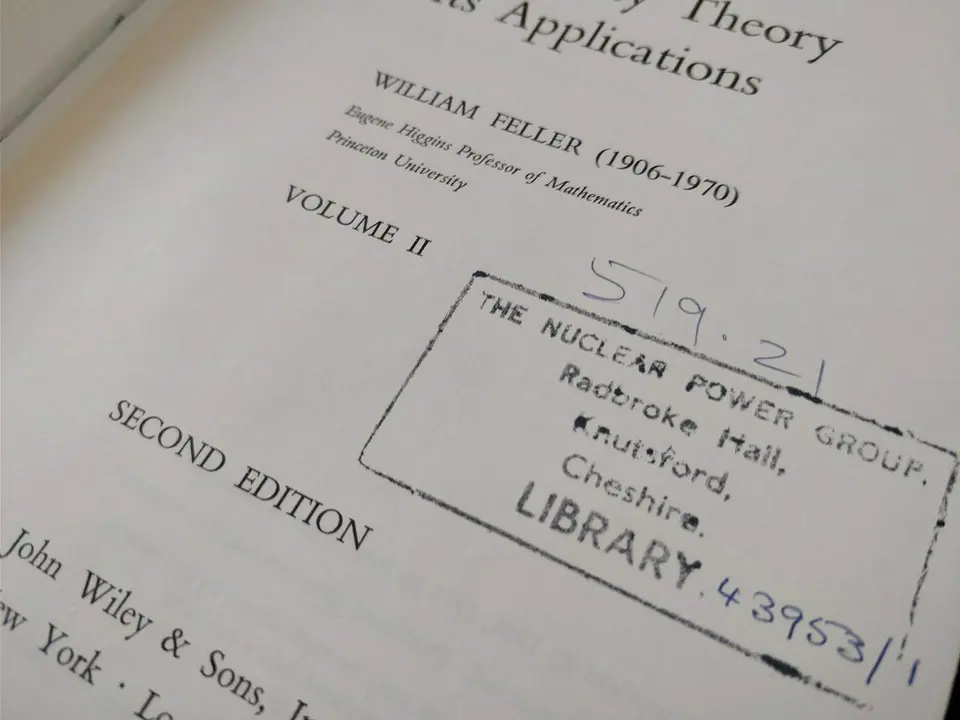 Theory
Applications
WILLIAM FELLER (1906–1970)
Eugene Higgins Professor of Mathematics
Princeton University
VOLUME II
519.21
THE NUCLEAR POWER GROUP.
Radbroke Hall,
Knutsford,
Cheshire.
LIBRARY. 43953/1
SECOND EDITION
John Wiley & Sons,
York ·